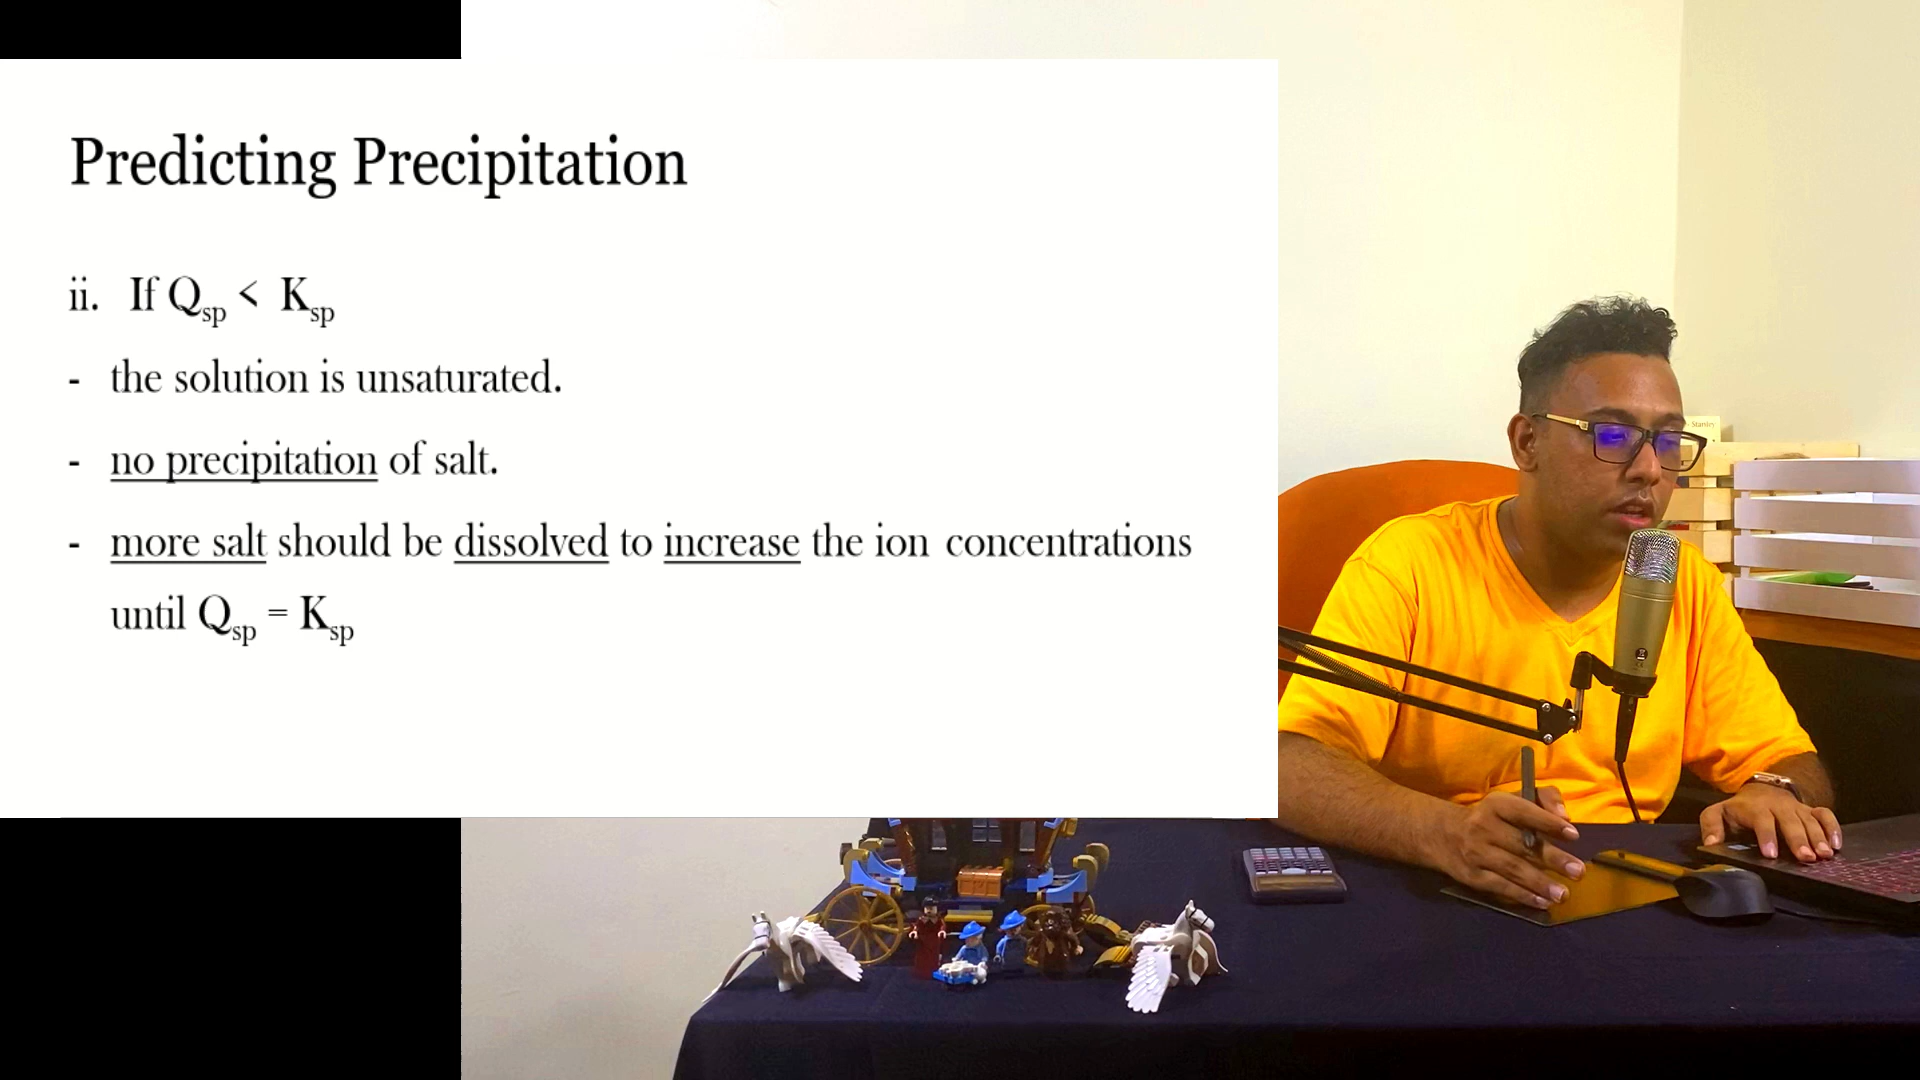 Predicting Precipitation
ii. If Qsp < Ksp
- the solution is unsaturated.
- no precipitation of salt.
- more salt should be dissolved to increase the ion concentrations
until Qsp = Ksp